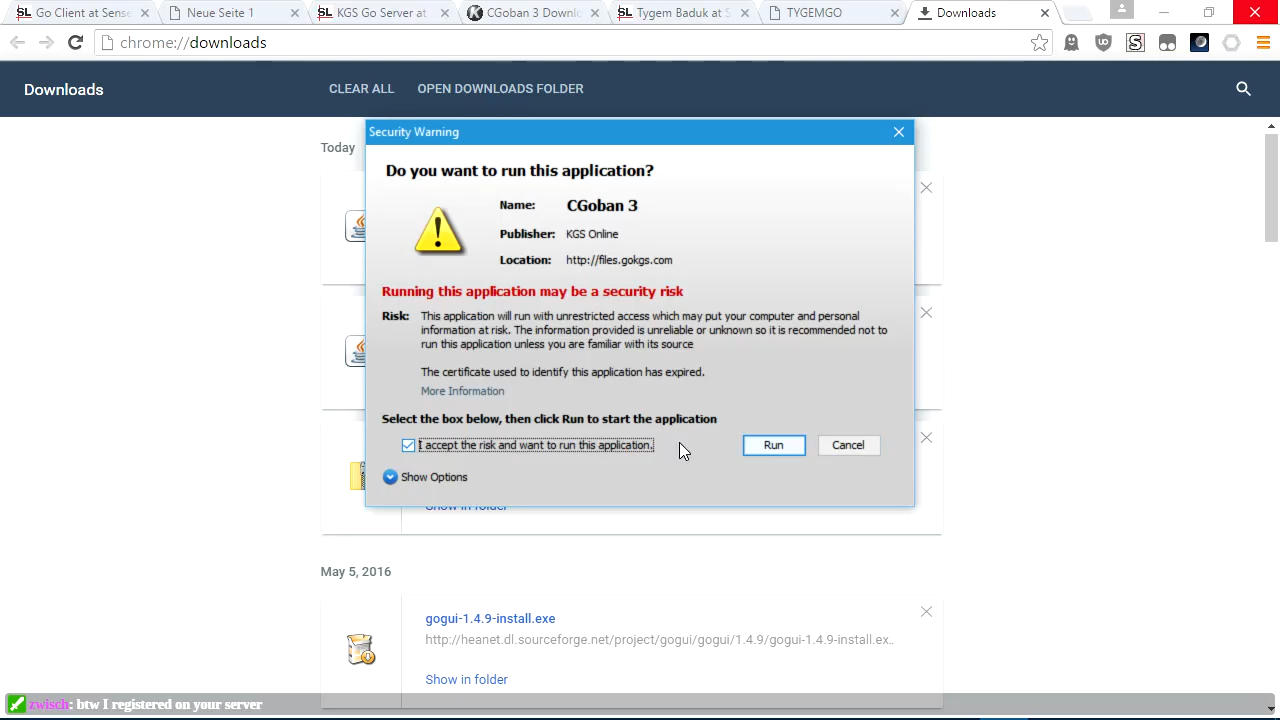 Go Client at Sense
Neue Seite 1
KGS Go Server at
CGoban 3 Downl
Tygem Baduk at S
TYGEMGO
Downloads
chrome://downloads
Downloads
CLEAR ALL
OPEN DOWNLOADS FOLDER
Today
Security Warning
Do you want to run this application?
Name: CGoban 3
Publisher: KGS Online
Location: http://files.gokgs.com
Running this application may be a security risk
Risk: This application will run with unrestricted access which may put your computer and personal
information at risk. The information provided is unreliable or unknown so it is recommended not to
run this application unless you are familiar with its source
The certificate used to identify this application has expired.
More Information
Select the box below, then click Run to start the application
I accept the risk and want to run this application.
Run
Cancel
Show Options
Show in folder
May 5, 2016
gogui-1.4.9-install.exe
http://heanet.dl.sourceforge.net/project/gogui/gogui/1.4.9/gogui-1.4.9-install.ex..
Show in folder
zwisch: btw I registered on your server